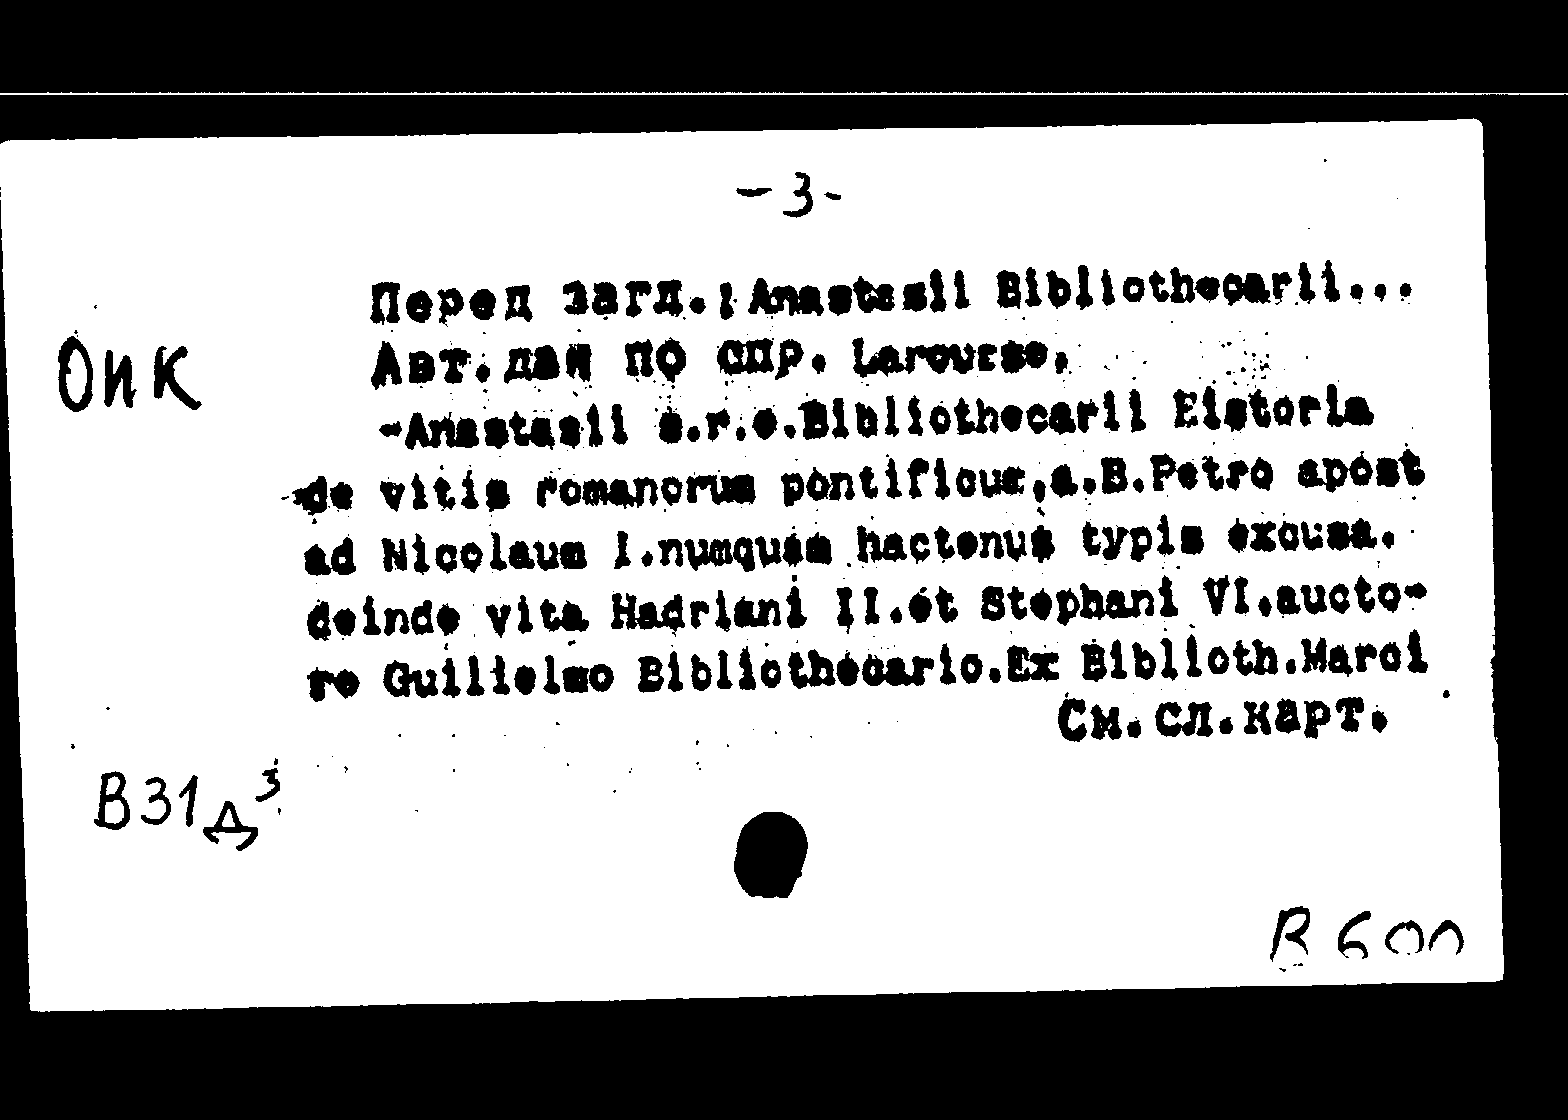 - 3 -
Перед загл.: Anastasii Bibliothecarii...
ОИК
Авт. дан по спр. Larousse.
-Anastasii s.r.e.Bibliothecarii Historia
de vitis romanorum pontificum,a.B.Petro apost
ad Nicolaum I.numquam hactenus typis excusa.
deinde vita Hadriani II.et Stephani VI.aucto-
re Guilielmo Bibliothecario.Ex Biblioth.Marci
См.сл.карт.
В31д3
В 600